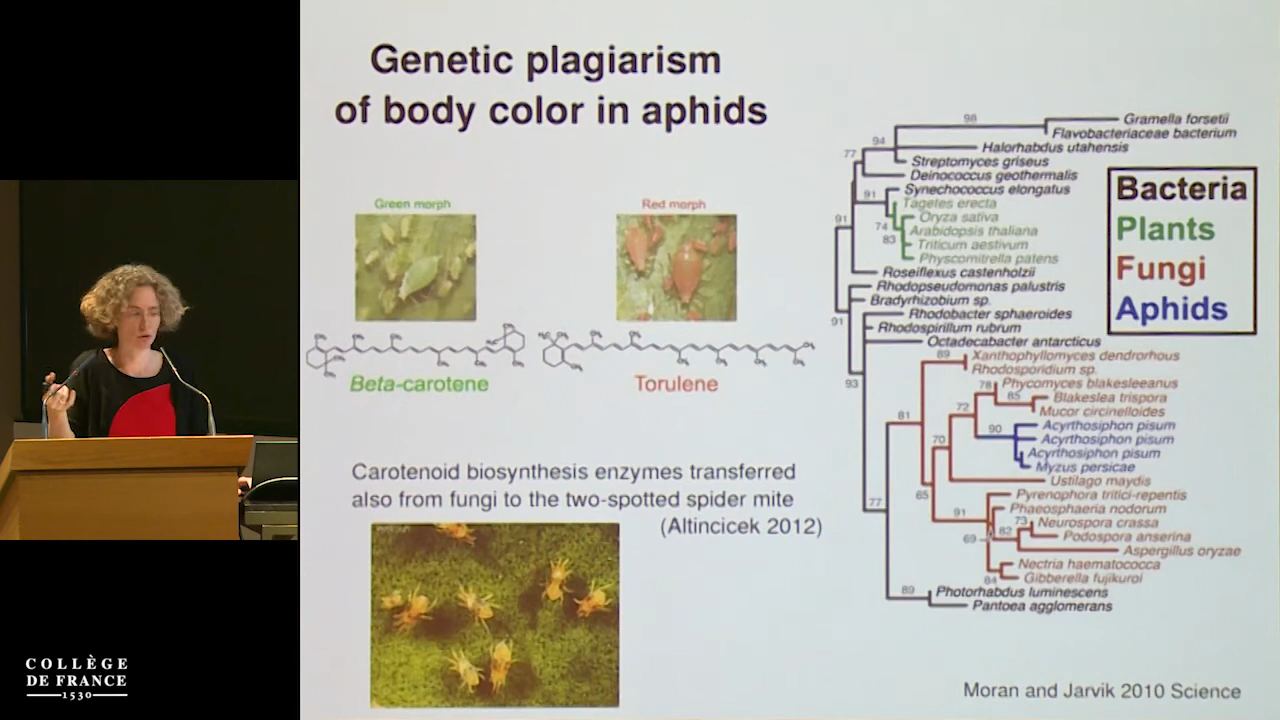 Genetic plagiarism
of body color in aphids
Green morph
Red morph
Beta-carotene
Torulene
Carotenoid biosynthesis enzymes transferred
also from fungi to the two-spotted spider mite
(Altincicek 2012)
98
Gramella forsetii
Flavobacteriaceae bacterium
94
Halorhabdus utahensis
77
Streptomyces griseus
Deinococcus geothermalis
91
Synechococcus elongatus
Tagetes erecta
Oryza sativa
91
74
Arabidopsis thaliana
83
Triticum aestivum
Physcomitrella patens
Roseiflexus castenholzii
Rhodopseudomonas palustris
Bradyrhizobium sp.
Rhodobacter sphaeroides
91
Rhodospirillum rubrum
Octadecabacter antarcticus
89
Xanthophyllomyces dendrorhous
Rhodosporidium sp.
93
78
Phycomyces blakesleeanus
85
Blakeslea trispora
72
Mucor circinelloides
81
90
Acyrthosiphon pisum
70
Acyrthosiphon pisum
Acyrthosiphon pisum
Myzus persicae
Ustilago maydis
65
Pyrenophora tritici-repentis
77
91
Phaeosphaeria nodorum
73
Neurospora crassa
82
69
Podospora anserina
Aspergillus oryzae
Nectria haematococca
84
Gibberella fujikuroi
89
Photorhabdus luminescens
Pantoea agglomerans
Bacteria
Plants
Fungi
Aphids
Moran and Jarvik 2010 Science
COLLÈGE
DE FRANCE
1530